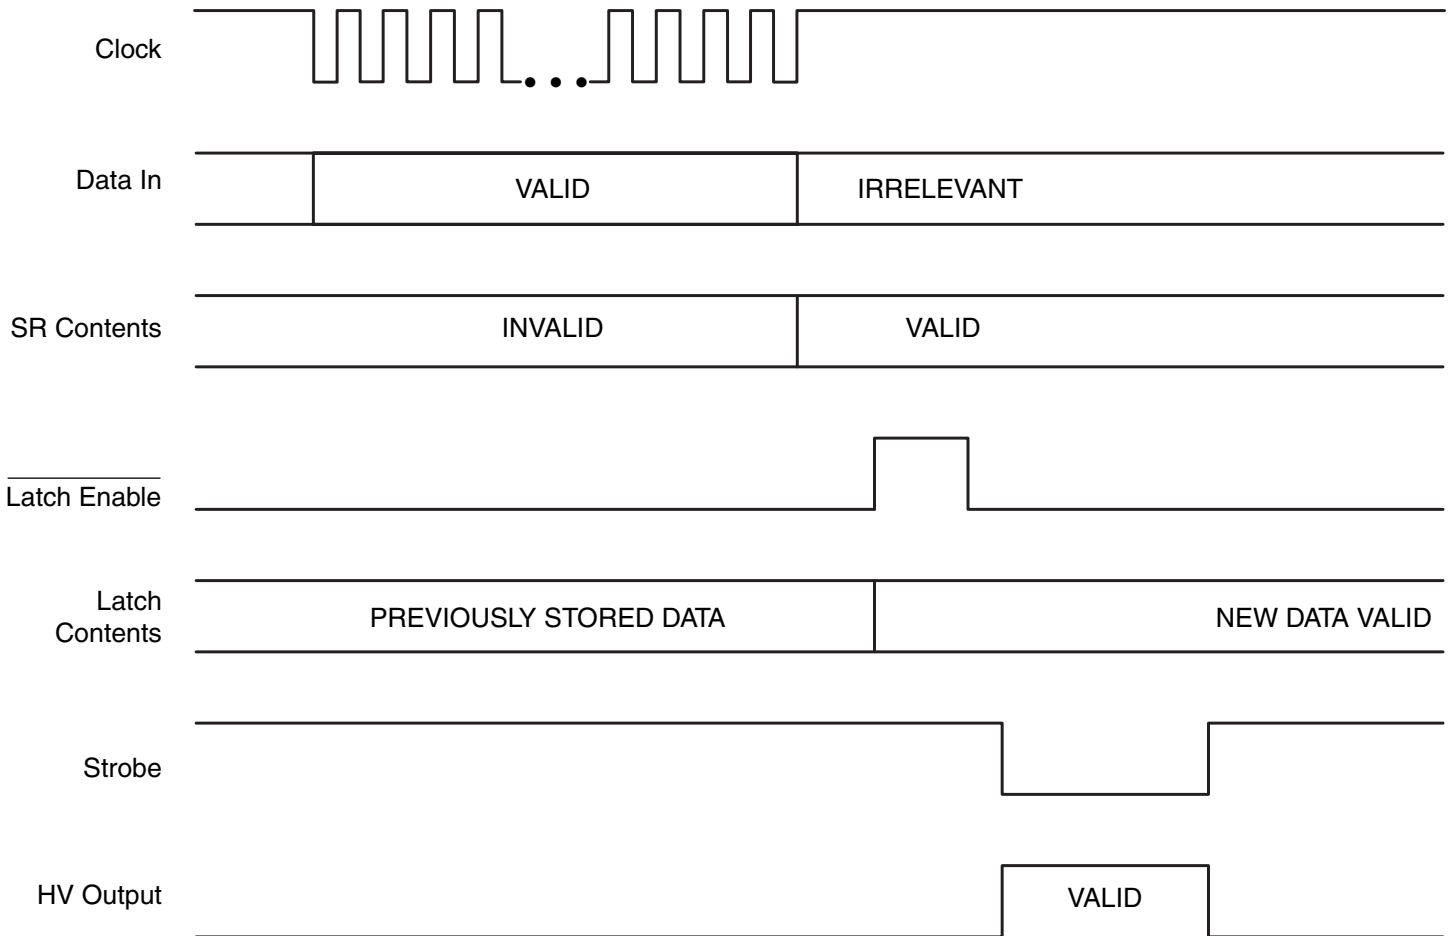 Clock
Data In
VALID
IRRELEVANT
SR Contents
INVALID
VALID
Latch Enable
Latch
Contents
PREVIOUSLY STORED DATA
NEW DATA VALID
Strobe
HV Output
VALID